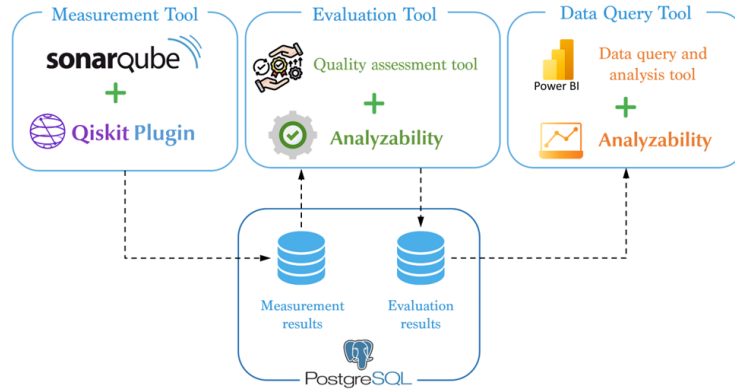 Measurement Tool
sonarqube
Qiskit Plugin
Evaluation Tool
Quality assessment tool
Analyzability
Data Query Tool
Power BI
Data query and
analysis tool
Analyzability
Measurement
results
Evaluation
results
PostgreSQL